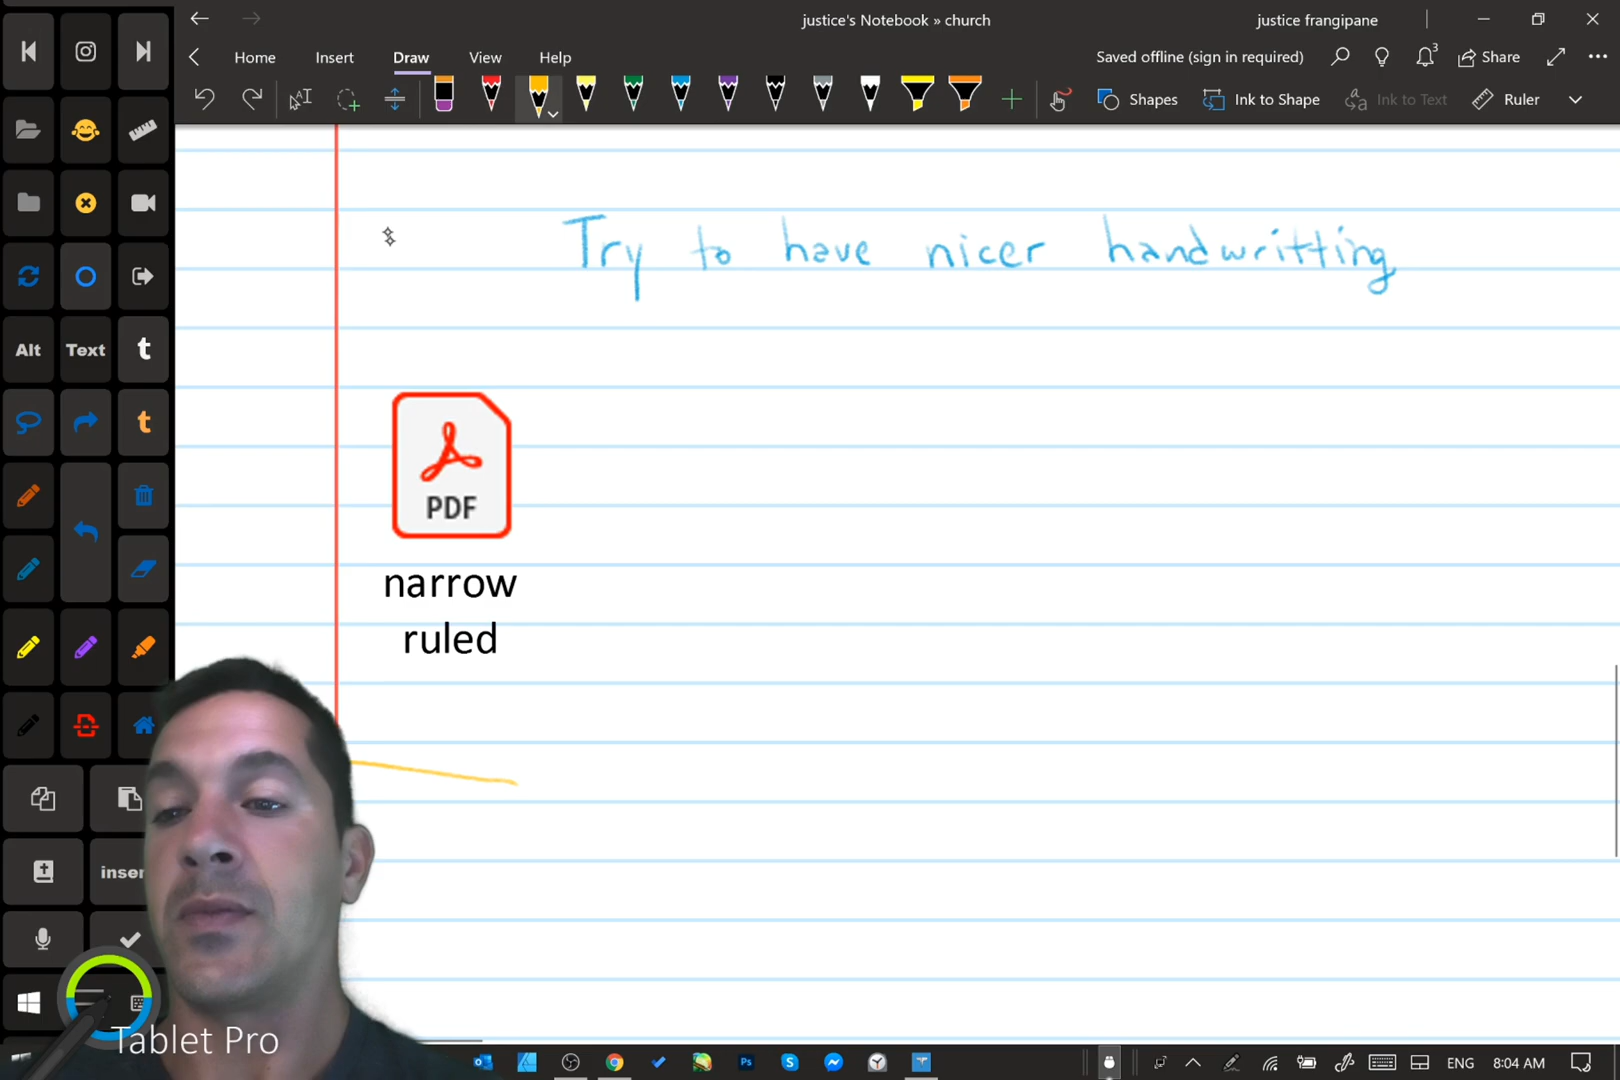 justice's Notebook » church
justice frangipane
Home
Insert
Draw
View
Help
Saved offline (sign in required)
3
Share
Shapes
Ink to Shape
Ink to Text
Ruler
Alt
Text
t
t
Try to have nicer handwritting
PDF
narrow
ruled
Tablet Pro
Ps
ENG
8:04 AM